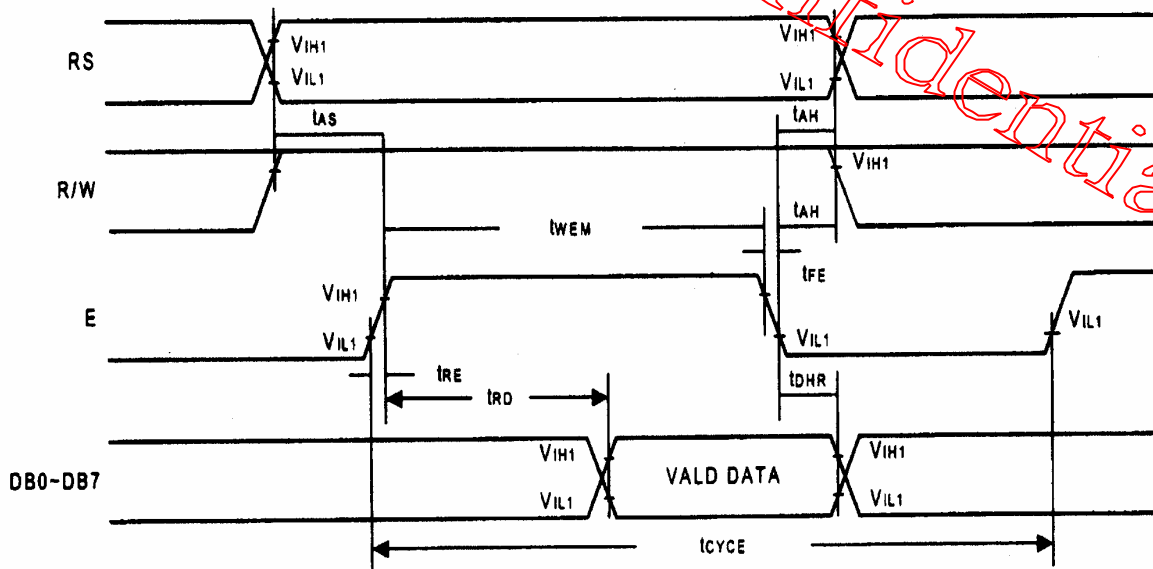 VIH1 VIH1
RS
VIL1 VIL1
tAS tAH
VIH1
R/W
tWEM tAH
tFE
VIH1
E
VIL1 VIL1 VIL1
tRE tRD tDHR
VIH1 VIH1
DB0~DB7 VALD DATA
VIL1 VIL1
tCYCE